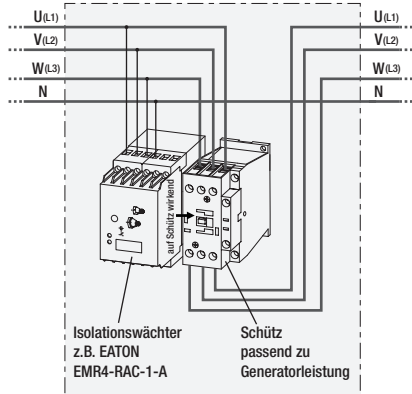 U(L1)
U(L1)
V(L2)
V(L2)
W(L3)
W(L3)
N
N
auf Schütz wirkend
Isolationswächter
z.B. EATON
EMR4-RAC-1-A
Schütz
passend zu
Generatorleistung